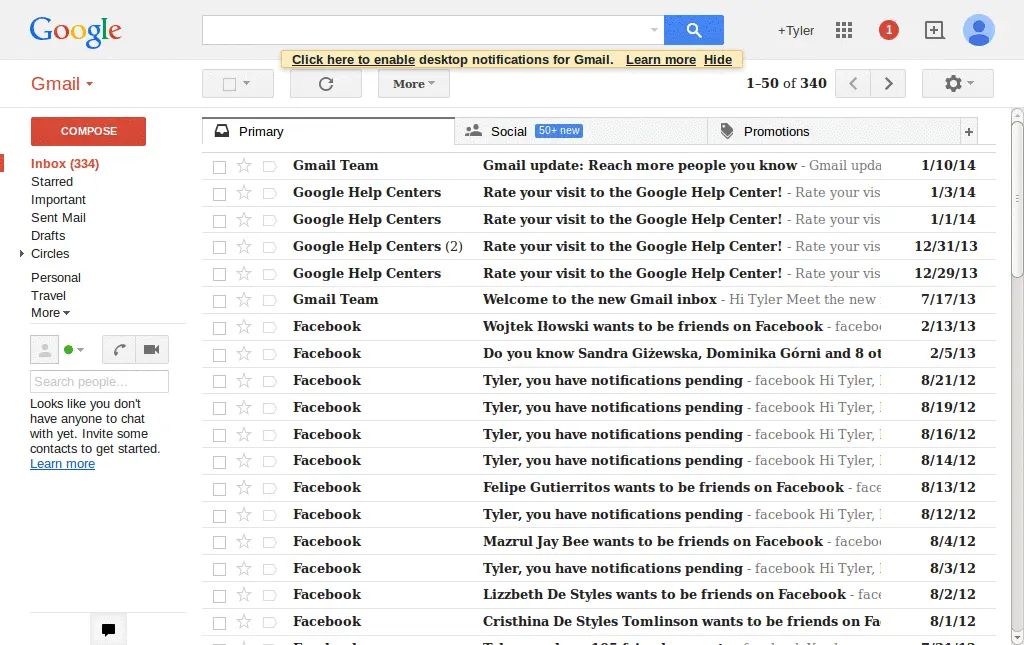 Google
+Tyler
1
Click here to enable desktop notifications for Gmail. Learn more Hide
Gmail
More
1–50 of 340
COMPOSE
Primary
Social 50+ new
Promotions
+
Inbox (334)
Starred
Important
Sent Mail
Drafts
Circles
Personal
Travel
More
Search people...
Looks like you don't
have anyone to chat
with yet. Invite some
contacts to get started.
Learn more
Gmail Team Gmail update: Reach more people you know - Gmail upda 1/10/14
Google Help Centers Rate your visit to the Google Help Center! - Rate your vis 1/3/14
Google Help Centers Rate your visit to the Google Help Center! - Rate your vis 1/1/14
Google Help Centers (2) Rate your visit to the Google Help Center! - Rate your vis 12/31/13
Google Help Centers Rate your visit to the Google Help Center! - Rate your vis 12/29/13
Gmail Team Welcome to the new Gmail inbox - Hi Tyler Meet the new 7/17/13
Facebook Wojtek Iłowski wants to be friends on Facebook - facebo 2/13/13
Facebook Do you know Sandra Giżewska, Dominika Górni and 8 ot 2/5/13
Facebook Tyler, you have notifications pending - facebook Hi Tyler, 8/21/12
Facebook Tyler, you have notifications pending - facebook Hi Tyler, 8/19/12
Facebook Tyler, you have notifications pending - facebook Hi Tyler, 8/16/12
Facebook Tyler, you have notifications pending - facebook Hi Tyler, 8/14/12
Facebook Felipe Gutierritos wants to be friends on Facebook - face 8/13/12
Facebook Tyler, you have notifications pending - facebook Hi Tyler, 8/12/12
Facebook Mazrul Jay Bee wants to be friends on Facebook - facebo 8/4/12
Facebook Tyler, you have notifications pending - facebook Hi Tyler, 8/3/12
Facebook Lizzbeth De Styles wants to be friends on Facebook - face 8/2/12
Facebook Cristhina De Styles Tomlinson wants to be friends on Fa 8/1/12